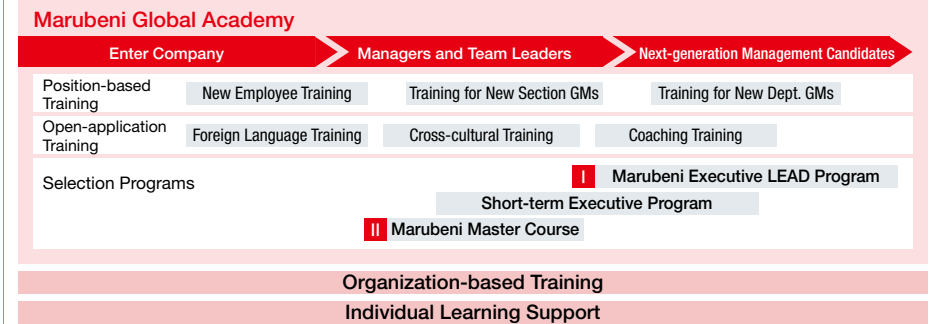 Marubeni Global Academy
Enter Company
Managers and Team Leaders
Next-generation Management Candidates
Position-based
Training
New Employee Training
Training for New Section GMs
Training for New Dept. GMs
Open-application
Training
Foreign Language Training
Cross-cultural Training
Coaching Training
Selection Programs
I Marubeni Executive LEAD Program
Short-term Executive Program
II Marubeni Master Course
Organization-based Training
Individual Learning Support